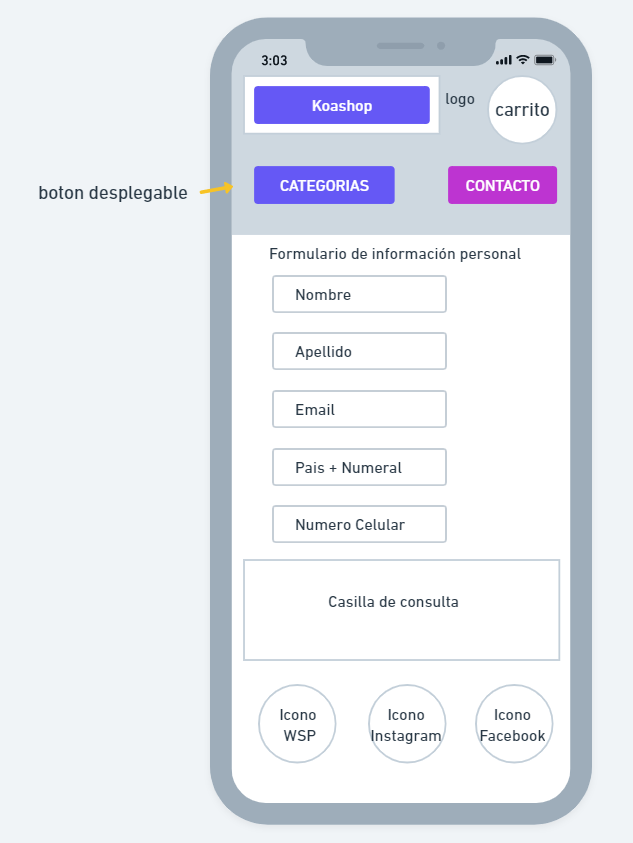 3:03
Koashop
logo
carrito
CATEGORIAS
CONTACTO
boton desplegable
Formulario de información personal
Nombre
Apellido
Email
Pais + Numeral
Numero Celular
Casilla de consulta
Icono
WSP
Icono
Instagram
Icono
Facebook